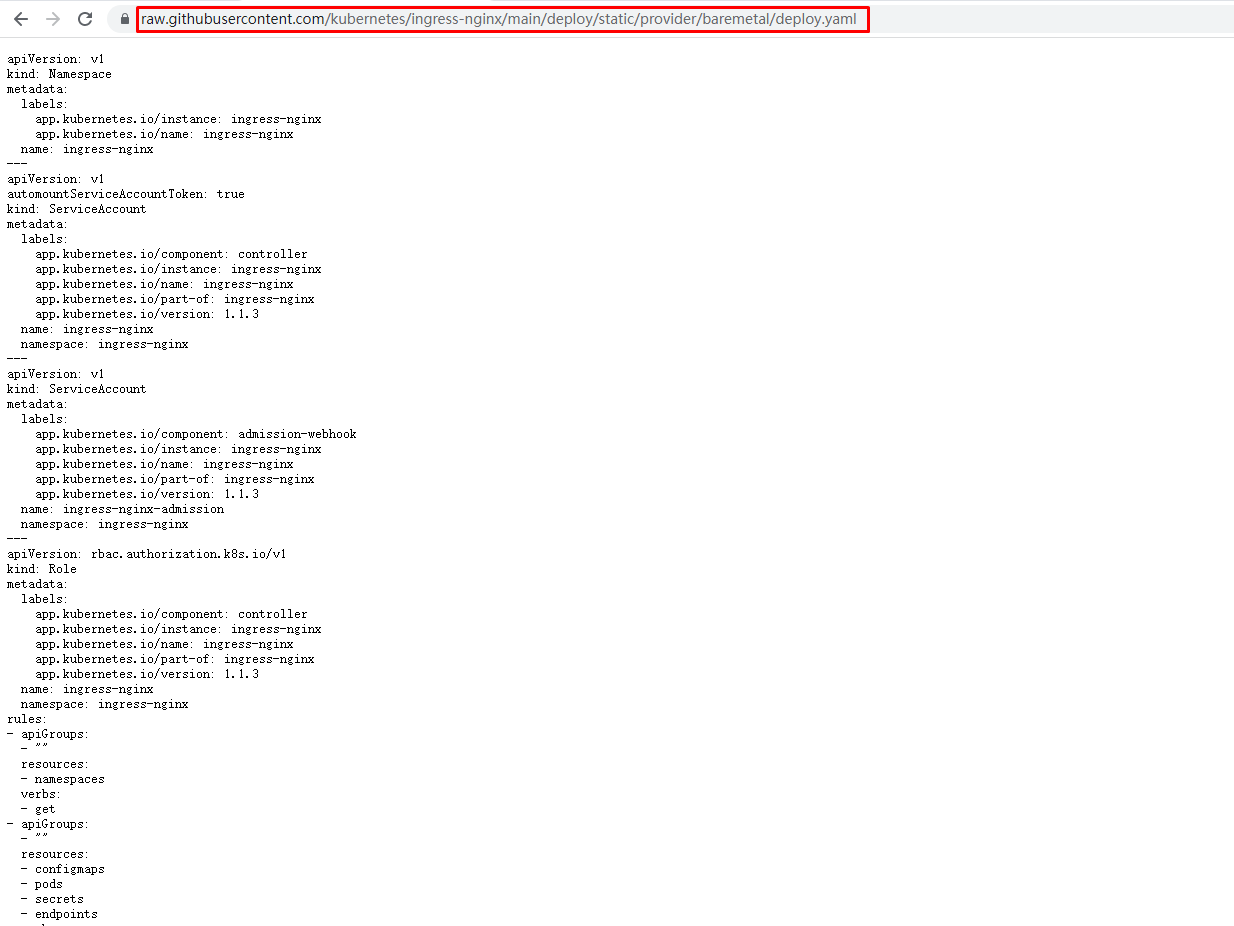 raw.githubusercontent.com/kubernetes/ingress-nginx/main/deploy/static/provider/baremetal/deploy.yaml
apiVersion: v1
kind: Namespace
metadata:
  labels:
    app.kubernetes.io/instance: ingress-nginx
    app.kubernetes.io/name: ingress-nginx
  name: ingress-nginx
---
apiVersion: v1
automountServiceAccountToken: true
kind: ServiceAccount
metadata:
  labels:
    app.kubernetes.io/component: controller
    app.kubernetes.io/instance: ingress-nginx
    app.kubernetes.io/name: ingress-nginx
    app.kubernetes.io/part-of: ingress-nginx
    app.kubernetes.io/version: 1.1.3
  name: ingress-nginx
  namespace: ingress-nginx
---
apiVersion: v1
kind: ServiceAccount
metadata:
  labels:
    app.kubernetes.io/component: admission-webhook
    app.kubernetes.io/instance: ingress-nginx
    app.kubernetes.io/name: ingress-nginx
    app.kubernetes.io/part-of: ingress-nginx
    app.kubernetes.io/version: 1.1.3
  name: ingress-nginx-admission
  namespace: ingress-nginx
---
apiVersion: rbac.authorization.k8s.io/v1
kind: Role
metadata:
  labels:
    app.kubernetes.io/component: controller
    app.kubernetes.io/instance: ingress-nginx
    app.kubernetes.io/name: ingress-nginx
    app.kubernetes.io/part-of: ingress-nginx
    app.kubernetes.io/version: 1.1.3
  name: ingress-nginx
  namespace: ingress-nginx
rules:
- apiGroups:
  - ""
  resources:
  - namespaces
  verbs:
  - get
- apiGroups:
  - ""
  resources:
  - configmaps
  - pods
  - secrets
  - endpoints